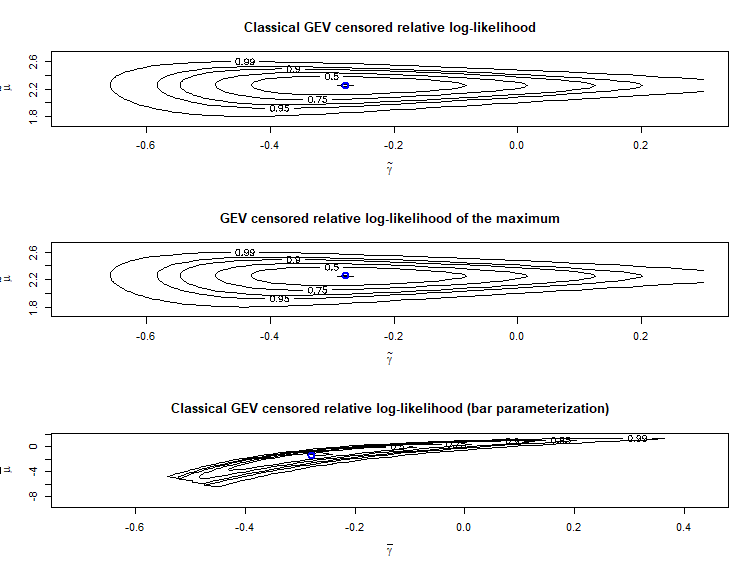 Classical GEV censored relative log-likelihood
2.6
2.2
1.8
μ
0.99
0.9
0.5
0.75
0.95
-0.6 -0.4 -0.2 0.0 0.2
γ̃
GEV censored relative log-likelihood of the maximum
2.6
2.2
1.8
μ
0.99
0.9
0.5
0.75
0.95
-0.6 -0.4 -0.2 0.0 0.2
γ̃
Classical GEV censored relative log-likelihood (bar parameterization)
0
-4
-8
μ
0.5 0.75 0.9 0.95 0.99
-0.6 -0.4 -0.2 0.0 0.2 0.4
γ̅